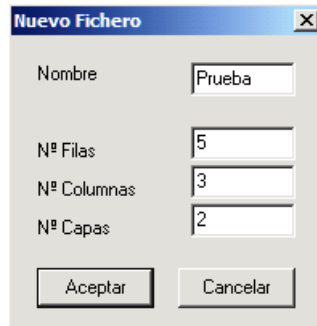 Nuevo Fichero
Nombre Prueba
Nº Filas 5
Nº Columnas 3
Nº Capas 2
Aceptar Cancelar